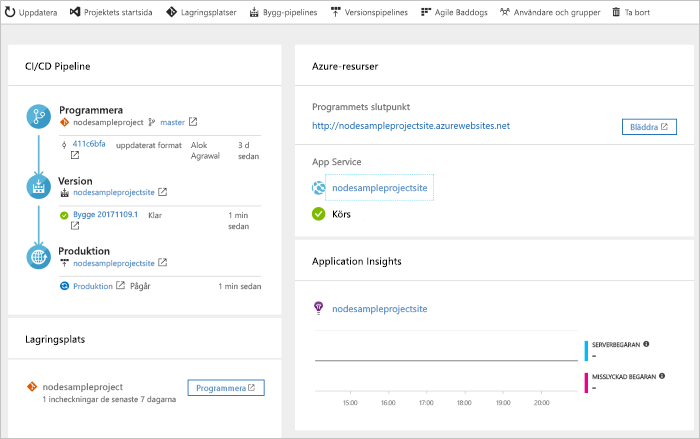 Uppdatera Projektets startsida Lagringsplatser Bygg-pipelines Versionspipelines Agile Baddogs Användare och grupper Ta bort
CI/CD Pipeline
Programmera
nodesampleproject master
411c6bfa uppdaterat format Alok Agrawal 3 d sedan
Version
nodesampleprojectsite
Bygge 20171109.1 Klar 1 min sedan
Produktion
nodesampleprojectsite
Produktion Pågår 1 min sedan
Lagringsplats
nodesampleproject Programmera
1 incheckningar de senaste 7 dagarna
Azure-resurser
Programmets slutpunkt
http://nodesampleprojectsite.azurewebsites.net Bläddra
App Service
nodesampleprojectsite
Körs
Application Insights
nodesampleprojectsite
SERVERBEGÄRAN
--
MISSLYCKAD BEGÄRAN
--
15:00 16:00 17:00 18:00 19:00 20:00